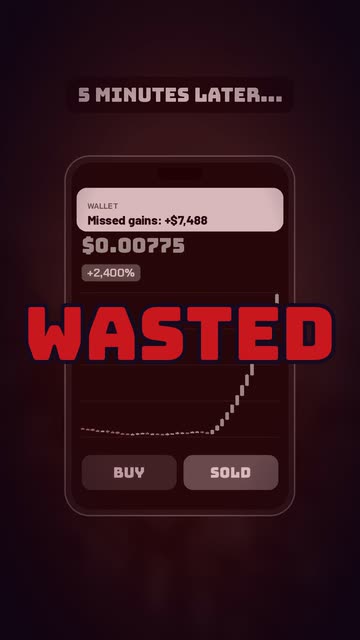 5 MINUTES LATER...
WALLET
Missed gains: +$7,488
$0.00775
+2,400%
WASTED
BUY
SOLD